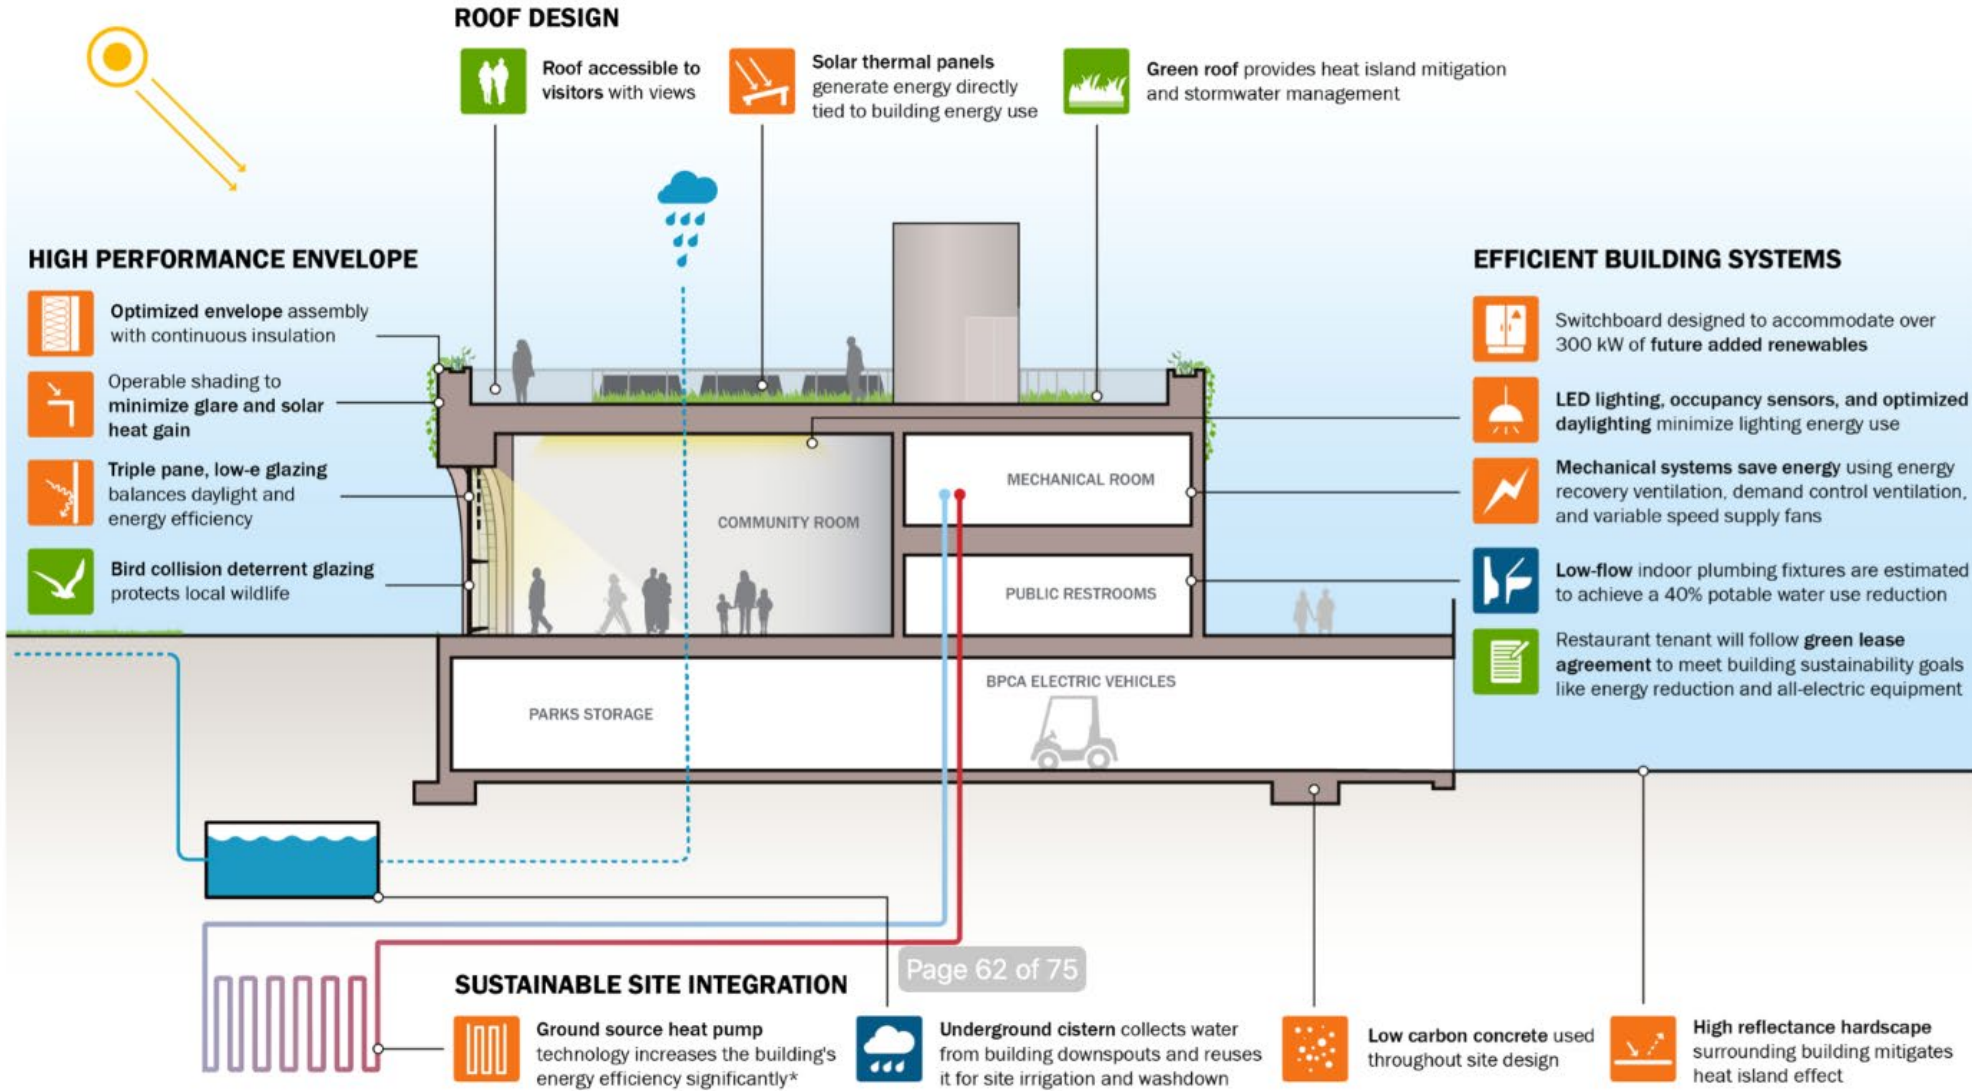 ROOF DESIGN
Roof accessible to
visitors with views
Solar thermal panels
generate energy directly
tied to building energy use
Green roof provides heat island mitigation
and stormwater management
HIGH PERFORMANCE ENVELOPE
Optimized envelope assembly
with continuous insulation
Operable shading to
minimize glare and solar
heat gain
Triple pane, low-e glazing
balances daylight and
energy efficiency
Bird collision deterrent glazing
protects local wildlife
EFFICIENT BUILDING SYSTEMS
Switchboard designed to accommodate over
300 kW of future added renewables
LED lighting, occupancy sensors, and optimized
daylighting minimize lighting energy use
Mechanical systems save energy using energy
recovery ventilation, demand control ventilation,
and variable speed supply fans
Low-flow indoor plumbing fixtures are estimated
to achieve a 40% potable water use reduction
Restaurant tenant will follow green lease
agreement to meet building sustainability goals
like energy reduction and all-electric equipment
MECHANICAL ROOM
COMMUNITY ROOM
PUBLIC RESTROOMS
BPCA ELECTRIC VEHICLES
PARKS STORAGE
Page 62 of 75
SUSTAINABLE SITE INTEGRATION
Ground source heat pump
technology increases the building's
energy efficiency significantly*
Underground cistern collects water
from building downspouts and reuses
it for site irrigation and washdown
Low carbon concrete used
throughout site design
High reflectance hardscape
surrounding building mitigates
heat island effect